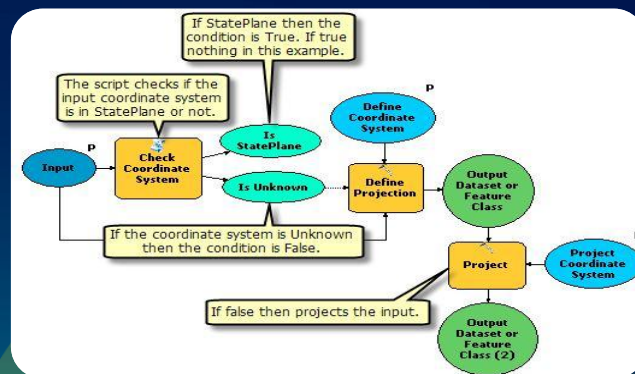 If StatePlane then the
condition is True. If true
nothing in this example.
The script checks if the
input coordinate system
is in StatePlane or not.
P
Define
Coordinate
System
Is
StatePlane
P
Input
Check
Coordinate
System
Is Unknown
Define
Projection
Output
Dataset or
Feature
Class
If the coordinate system is Unknown
then the condition is False.
Project
Project
Coordinate
System
If false then projects the input.
Output
Dataset or
Feature
Class (2)